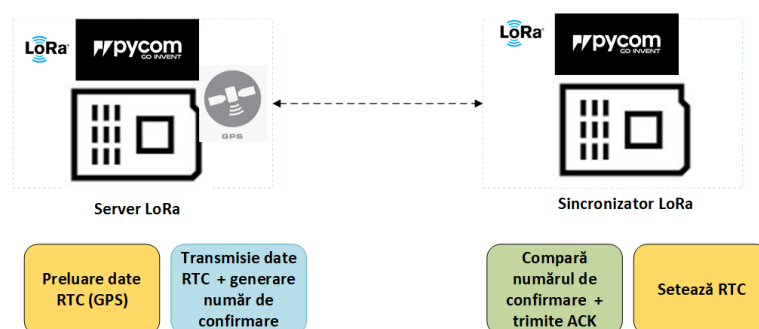 LoRa
pycom
GO INVENT
GPS
Server LoRa
LoRa
pycom
GO INVENT
Sincronizator LoRa
Preluare date
RTC (GPS)
Transmisie date
RTC + generare
număr de
confirmare
Compară
numărul de
confirmare +
trimite ACK
Setează RTC